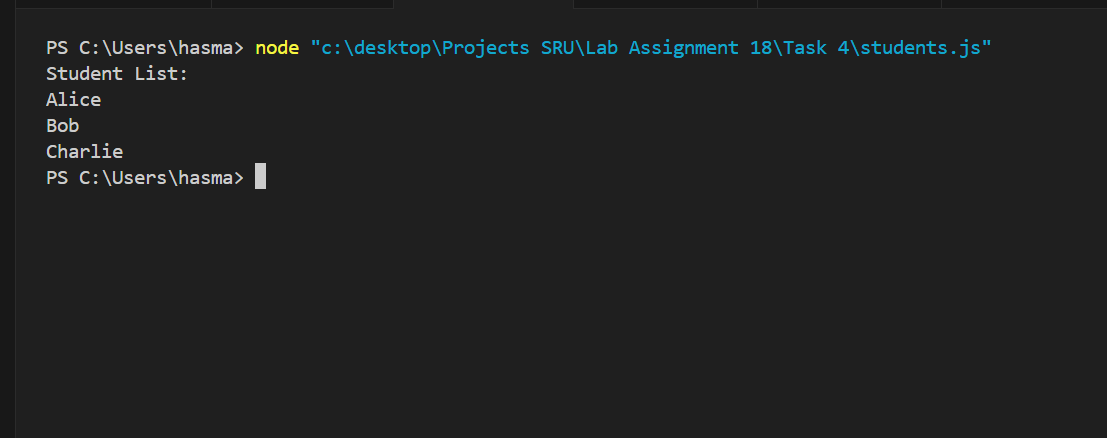 PS C:\Users\hasma> node "c:\desktop\Projects SRU\Lab Assignment 18\Task 4\students.js"
Student List:
Alice
Bob
Charlie
PS C:\Users\hasma>